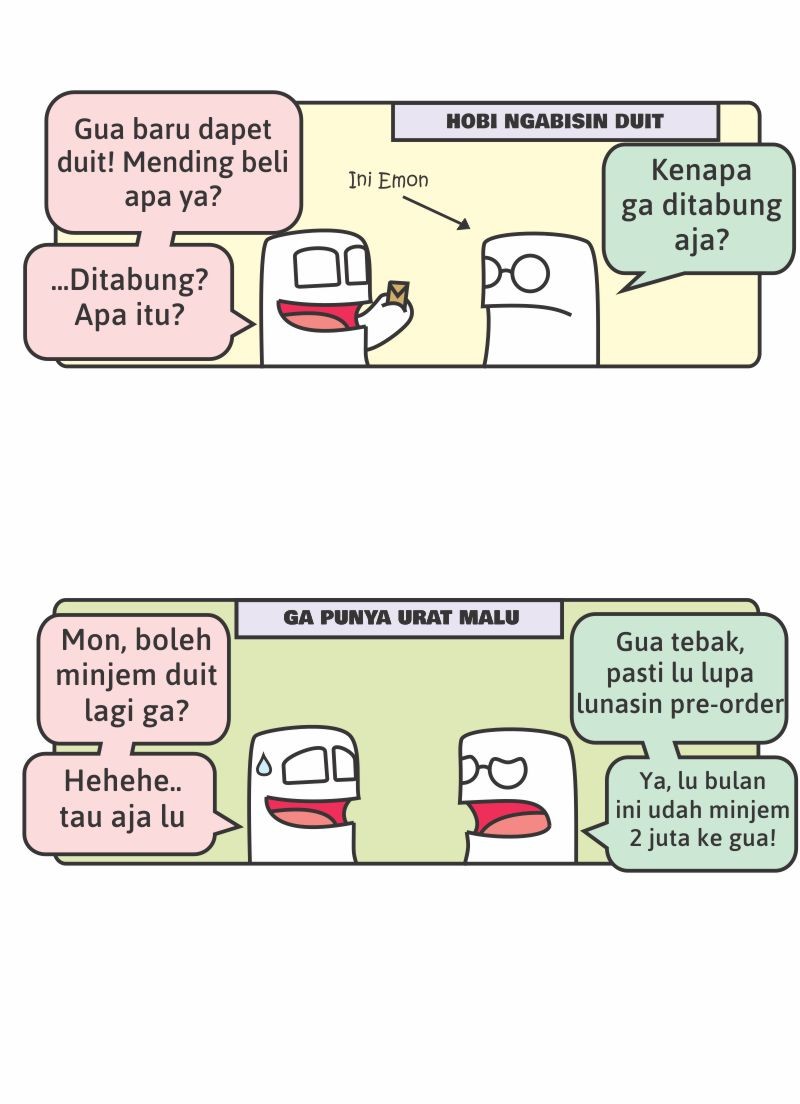 HOBI NGABISIN DUIT
Gua baru dapet
duit! Mending beli
apa ya?
Ini Emon
Kenapa
ga ditabung
aja?
...Ditabung?
Apa itu?
GA PUNYA URAT MALU
Mon, boleh
minjem duit
lagi ga?
Gua tebak,
pasti lu lupa
lunasin pre-order
Hehehe..
tau aja lu
Ya, lu bulan
ini udah minjem
2 juta ke gua!